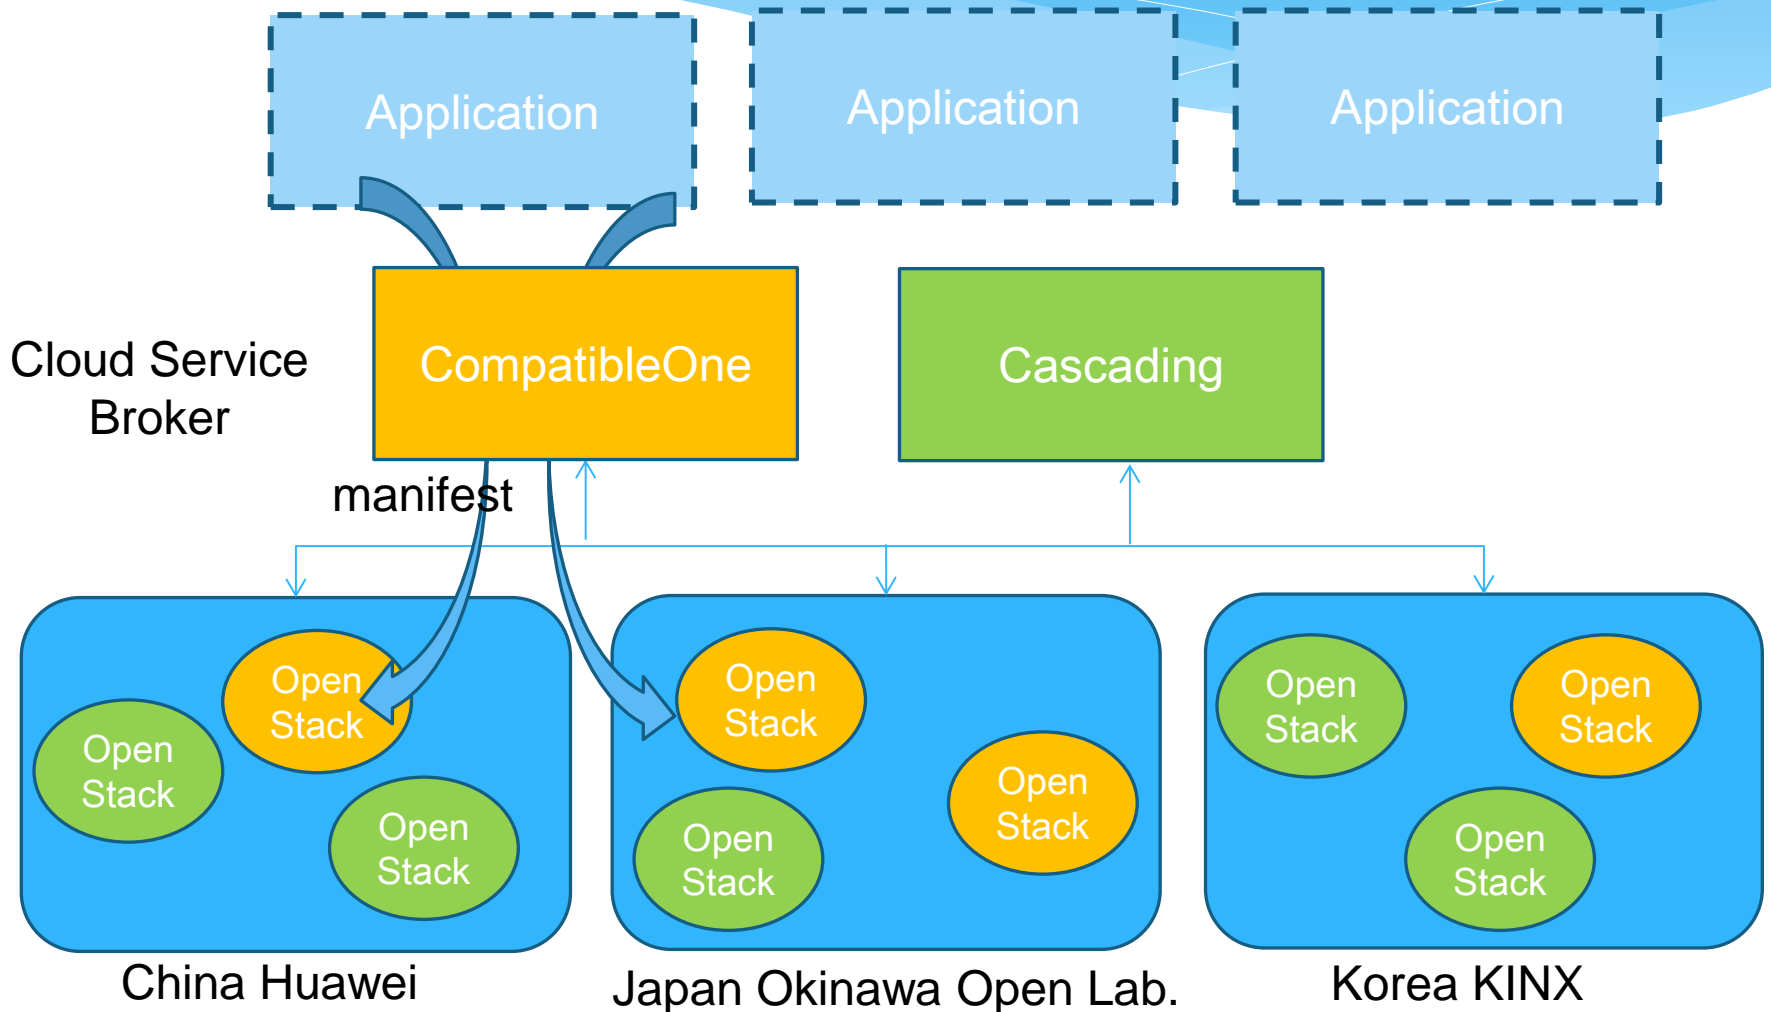 Application
Application
Application
Cloud Service
Broker
CompatibleOne
Cascading
manifest
Open
Stack
Open
Stack
Open
Stack
Open
Stack
Open
Stack
Open
Stack
Open
Stack
Open
Stack
Open
Stack
China Huawei
Japan Okinawa Open Lab.
Korea KINX